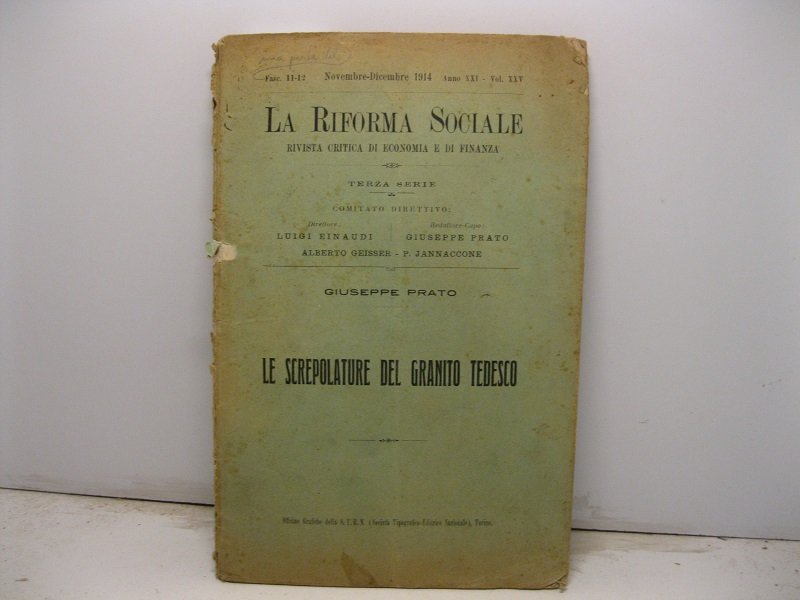 Fasc. 11-12 Novembre-Dicembre 1914 Anno XXI - Vol. XXV
LA RIFORMA SOCIALE
RIVISTA CRITICA DI ECONOMIA E DI FINANZA
TERZA SERIE
COMITATO DIRETTIVO:
Direttore: Redattore-Capo:
LUIGI EINAUDI GIUSEPPE PRATO
ALBERTO GEISSER - P. JANNACCONE
GIUSEPPE PRATO
LE SCREPOLATURE DEL GRANITO TEDESCO
Officine Grafiche della S. T. E. N. (Società Tipografico-Editrice Nazionale), Torino.